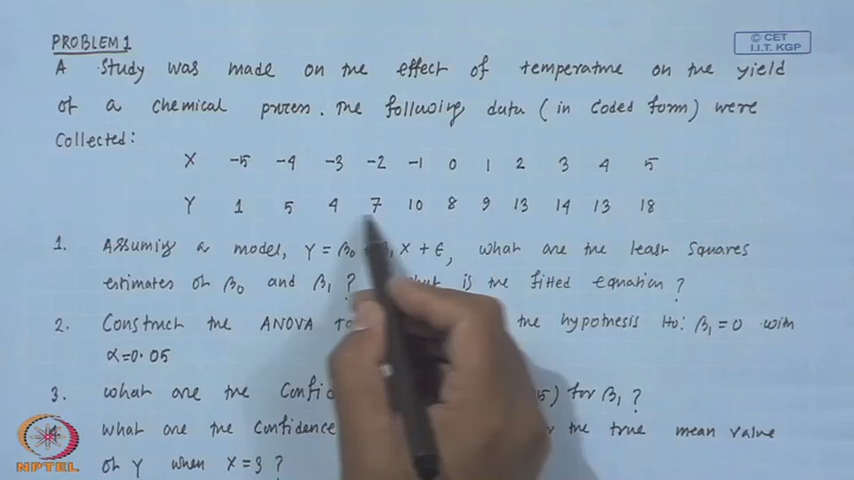 © CET
I.I.T. KGP
PROBLEM 1
A study was made on the effect of temperature on the yield
of a chemical process. The following data (in coded form) were
collected:
X -5 -4 -3 -2 -1 0 1 2 3 4 5
Y 1 5 4 7 10 8 9 13 14 13 18
1. Assuming a model, Y = β0 + β1 X + ϵ, what are the least squares
estimates of β0 and β1? is the fitted equation?
2. Construct the ANOVA the hypothesis H0: β1 = 0 with
α=0.05
3. what are the for β1?
what are the confidence the true mean value
of Y when X=3?
NPTEL